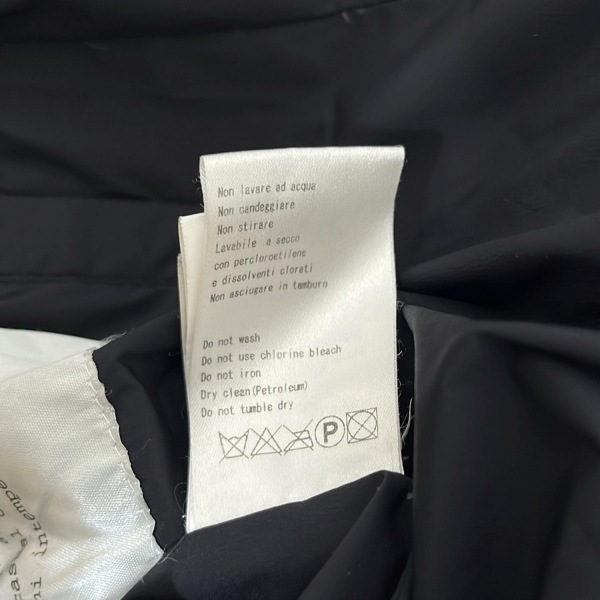 Non lavare ad acqua
Non candeggiare
Non stirare
Lavabile a secco
con percloroetilene
e dissolventi clorati
Non asciugare in tamburo
Do not wash
Do not use chlorine bleach
Do not iron
Dry clean(Petroleum)
Do not tumble dry
P